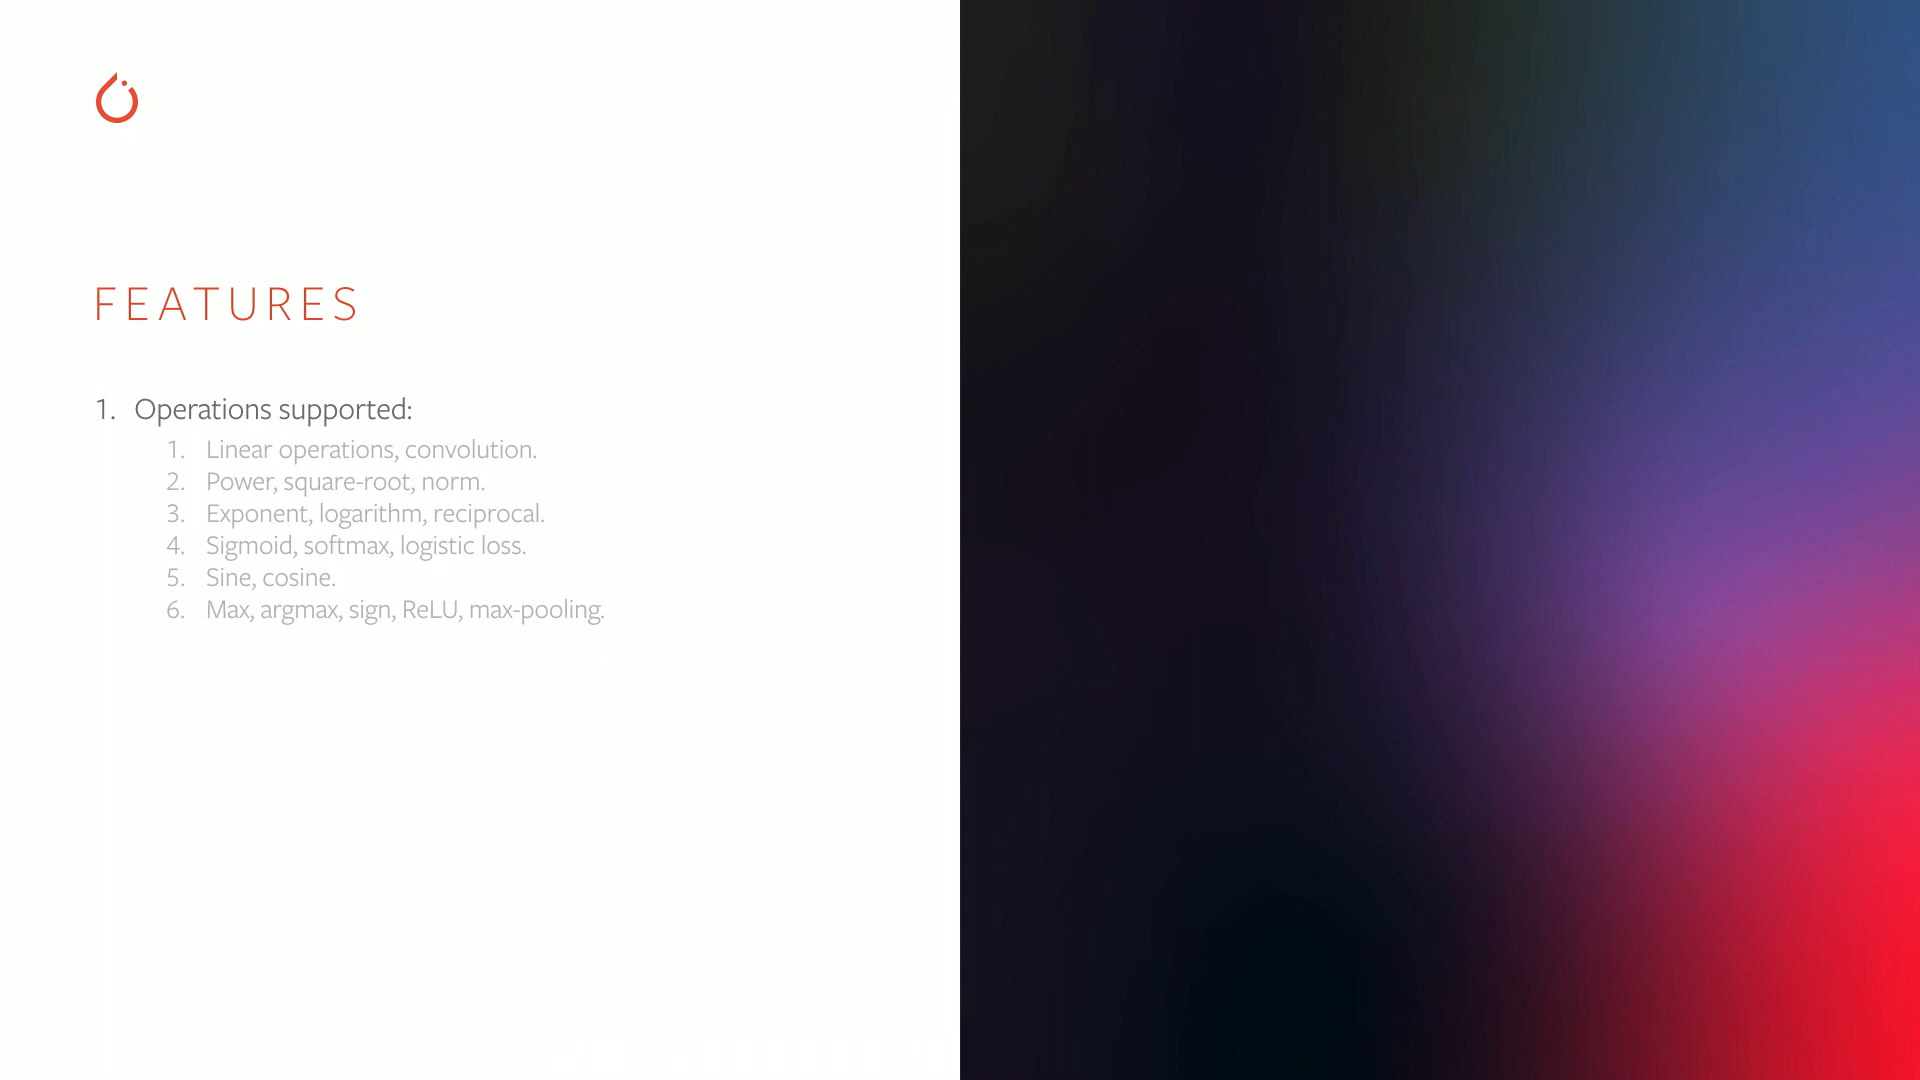 FEATURES
1. Operations supported:
1. Linear operations, convolution.
2. Power, square-root, norm.
3. Exponent, logarithm, reciprocal.
4. Sigmoid, softmax, logistic loss.
5. Sine, cosine.
6. Max, argmax, sign, ReLU, max-pooling.